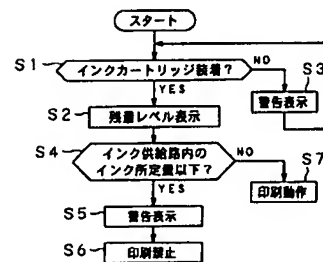 スタート
S1 インクカートリッジ装着? NO
YES
S3
警告表示
S2 残量レベル表示
S4 インク供給路内の
インク所定量以下? NO
YES
S7
印刷動作
S5 警告表示
S6 印刷禁止